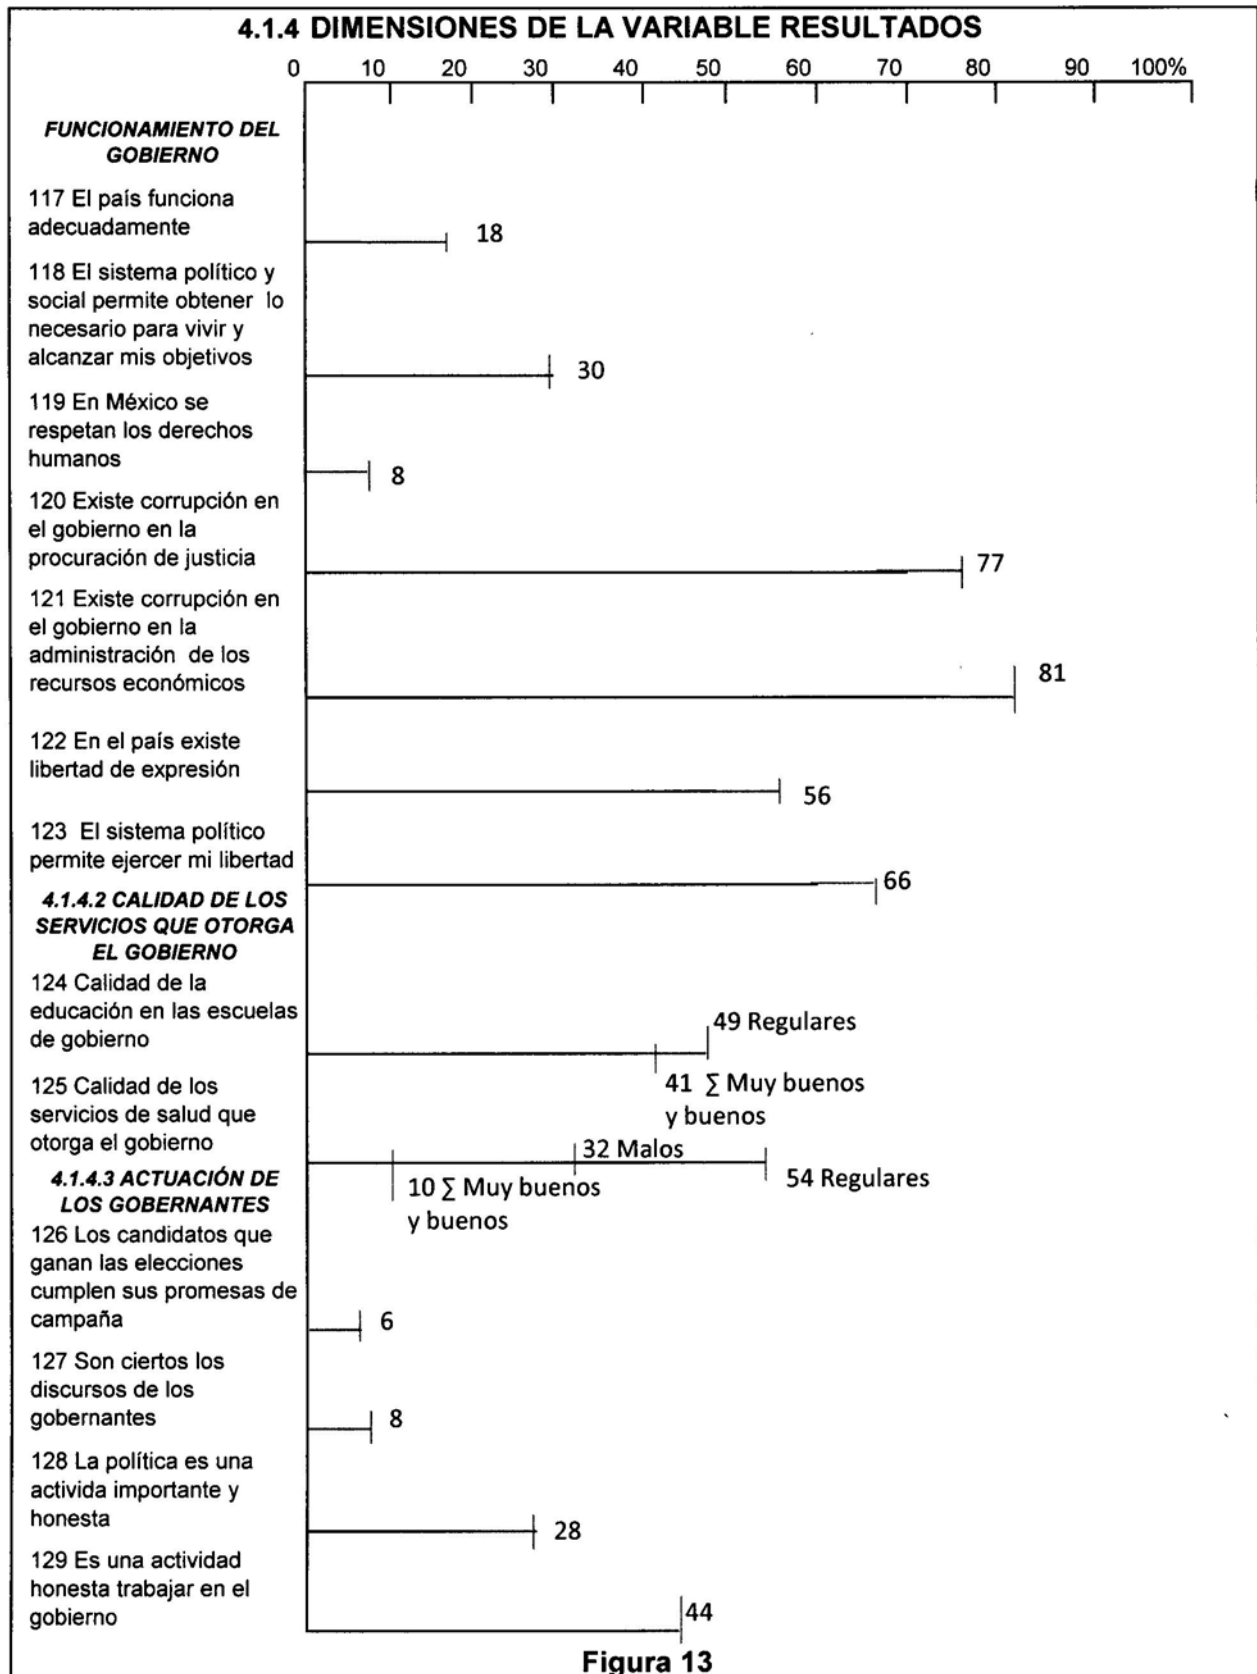 4.1.4 DIMENSIONES DE LA VARIABLE RESULTADOS
0 10 20 30 40 50 60 70 80 90 100%
FUNCIONAMIENTO DEL
GOBIERNO
117 El país funciona
adecuadamente
18
118 El sistema político y
social permite obtener lo
necesario para vivir y
alcanzar mis objetivos
30
119 En México se
respetan los derechos
humanos
8
120 Existe corrupción en
el gobierno en la
procuración de justicia
77
121 Existe corrupción en
el gobierno en la
administración de los
recursos económicos
81
122 En el país existe
libertad de expresión
56
123 El sistema político
permite ejercer mi libertad
66
4.1.4.2 CALIDAD DE LOS
SERVICIOS QUE OTORGA
EL GOBIERNO
124 Calidad de la
educación en las escuelas
de gobierno
49 Regulares
41 ∑ Muy buenos
y buenos
125 Calidad de los
servicios de salud que
otorga el gobierno
32 Malos
54 Regulares
10 ∑ Muy buenos
y buenos
4.1.4.3 ACTUACIÓN DE
LOS GOBERNANTES
126 Los candidatos que
ganan las elecciones
cumplen sus promesas de
campaña
6
127 Son ciertos los
discursos de los
gobernantes
8
128 La política es una
activida importante y
honesta
28
129 Es una actividad
honesta trabajar en el
gobierno
44
Figura 13